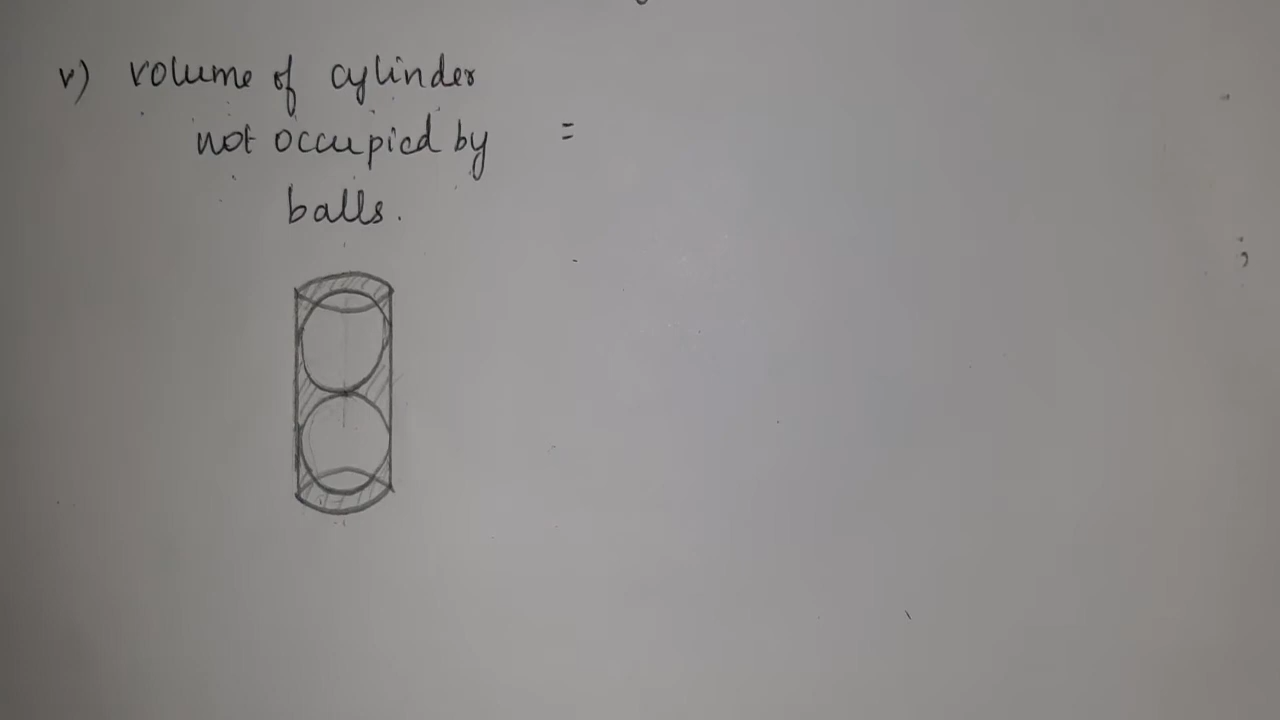 v) volume of cylinder
not occupied by =
balls.